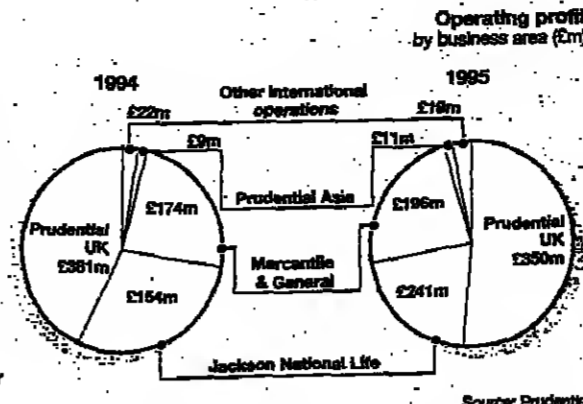 Operating profit
by business area (£m)
1994
1995
Other International
operations
£22m
£19m
£9m
£11m
Prudential Asia
£174m
£196m
Prudential
UK
Prudential
UK
£350m
Mercantile
& General
£154m
£241m
Jackson National Life
Source: Prudential